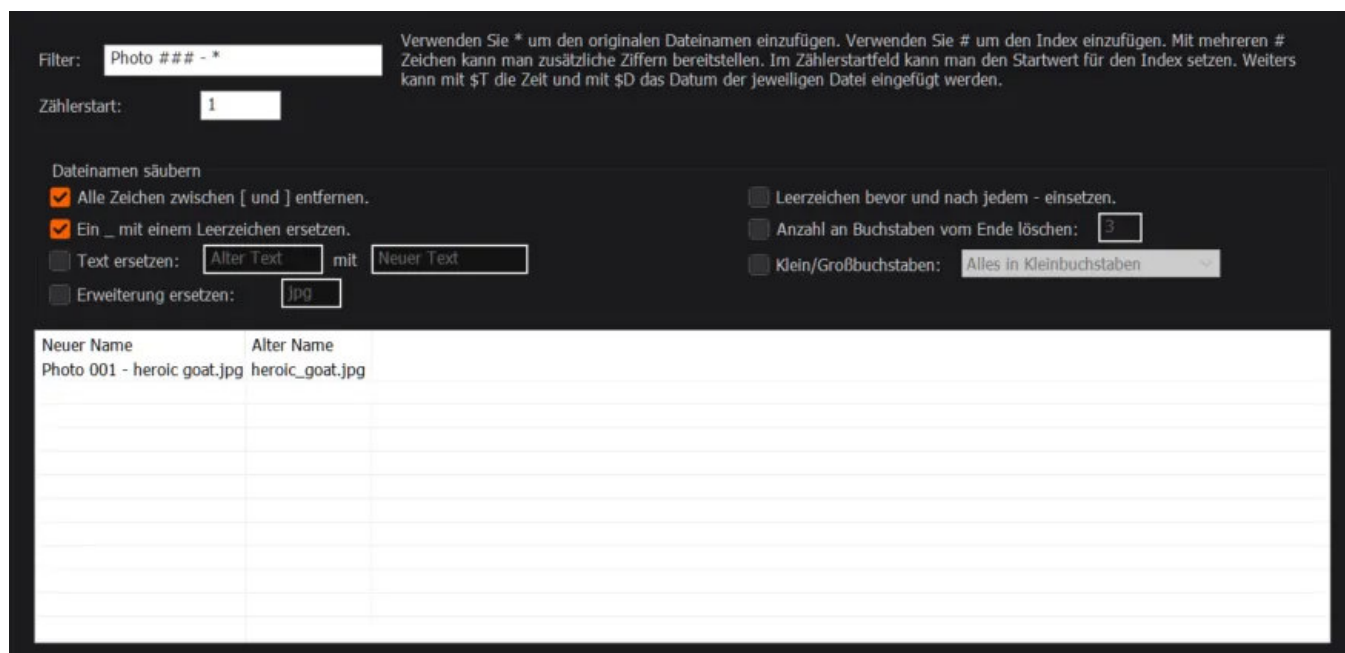 Verwenden Sie * um den originalen Dateinamen einzufügen. Verwenden Sie # um den Index einzufügen. Mit mehreren #
Filter: Photo ### - *
Zeichen kann man zusätzliche Ziffern bereitstellen. Im Zählerstartfeld kann man den Startwert für den Index setzen. Weiters
kann mit $T die Zeit und mit $D das Datum der jeweiligen Datei eingefügt werden.
Zählerstart: 1
Dateinamen säubern
Alle Zeichen zwischen [ und ] entfernen.
Leerzeichen bevor und nach jedem - einsetzen.
Ein _ mit einem Leerzeichen ersetzen.
Anzahl an Buchstaben vom Ende löschen: 3
Text ersetzen: Alter Text mit Neuer Text
Klein/Großbuchstaben: Alles in Kleinbuchstaben
Erweiterung ersetzen: jpg
Neuer Name Alter Name
Photo 001 - heroic goat.jpg heroic_goat.jpg